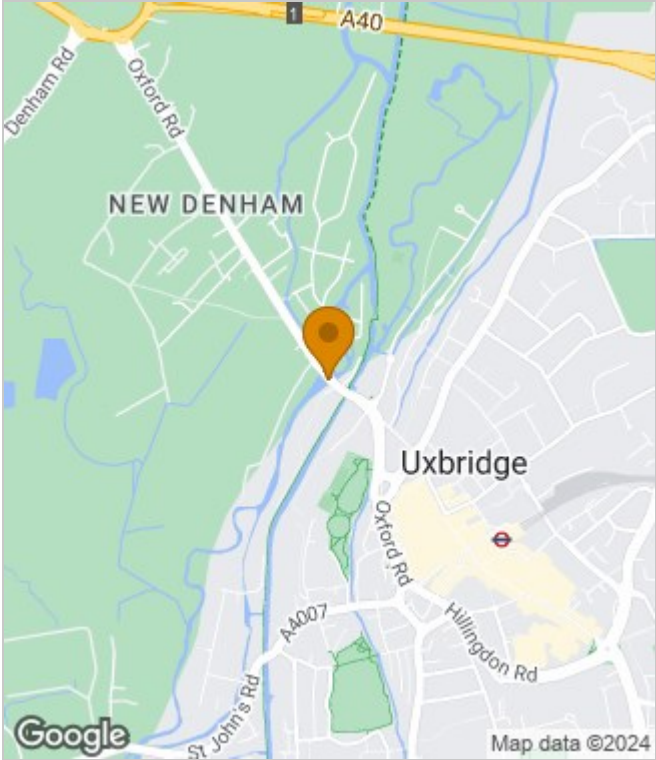 1
A40
Denham Rd
Oxford Rd
NEW DENHAM
Uxbridge
Oxford Rd
A4007
Hillingdon Rd
St John's Rd
Google
Map data ©2024